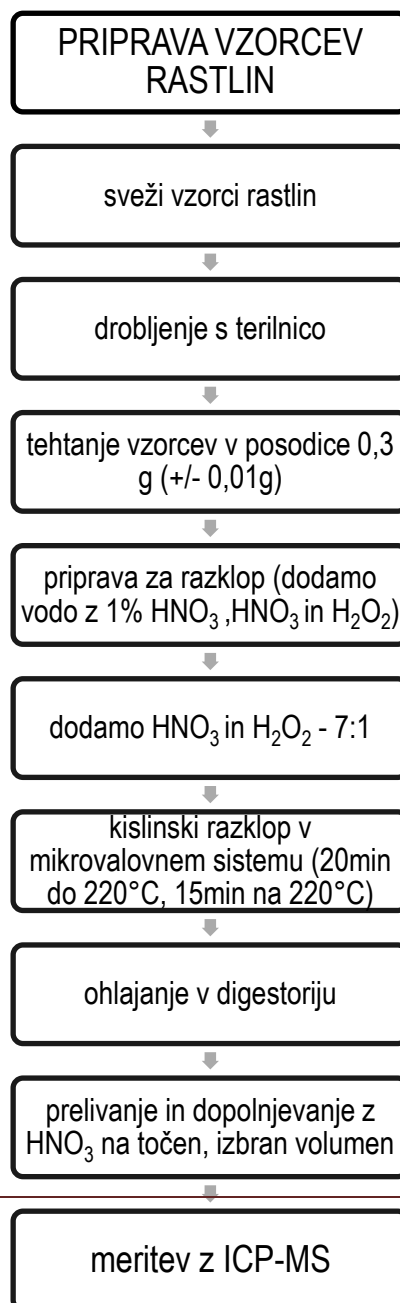 PRIPRAVA VZORCEV
RASTLIN
sveži vzorci rastlin
drobljenje s terilnico
tehtanje vzorcev v posodice 0,3
g (+/- 0,01g)
priprava za razklop (dodamo
vodo z 1% HNO₃ ,HNO₃ in H₂O₂)
dodamo HNO₃ in H₂O₂ - 7:1
kislinski razklop v
mikrovalovnem sistemu (20min
do 220°C, 15min na 220°C)
ohlajanje v digestoriju
prelivanje in dopolnjevanje z
HNO₃ na točen, izbran volumen
meritev z ICP-MS